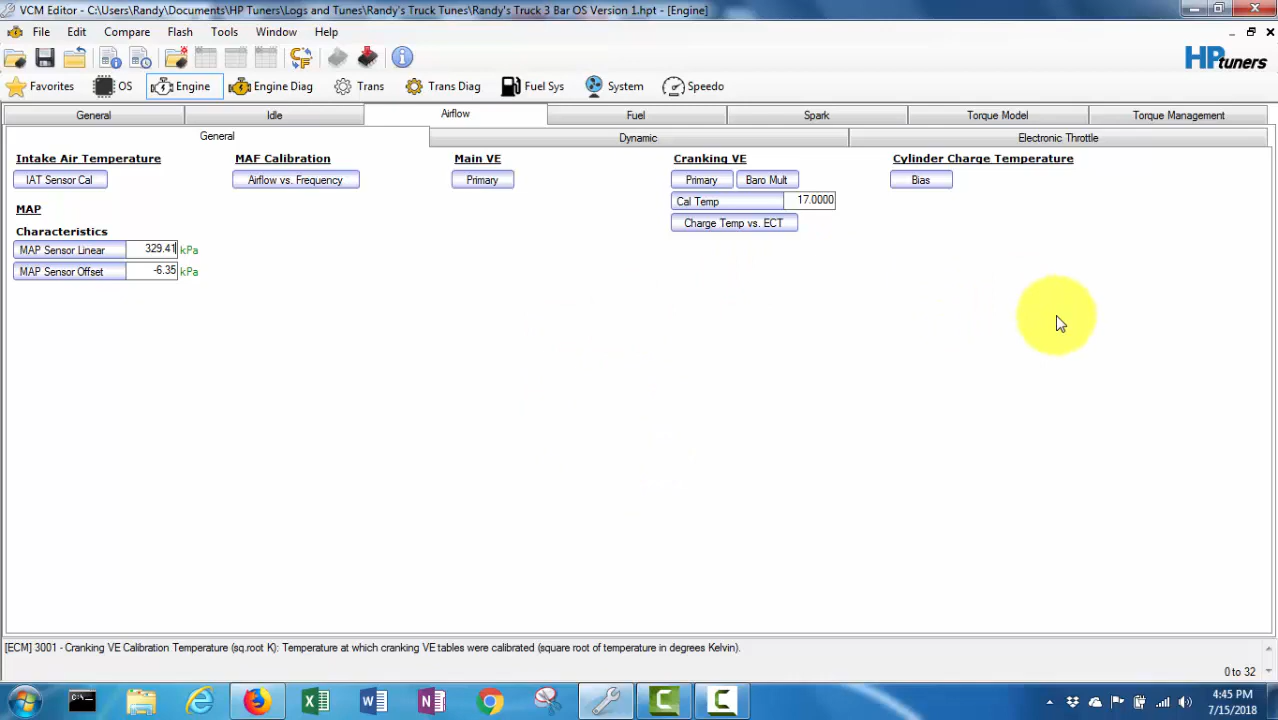 VCM Editor - C:\Users\Randy\Documents\HP Tuners\Logs and Tunes\Randy's Truck Tunes\Randy's Truck 3 Bar OS Version 1.hpt - [Engine]
File Edit Compare Flash Tools Window Help
HP tuners
Favorites OS Engine Engine Diag Trans Trans Diag Fuel Sys System Speedo
General Idle Airflow Fuel Spark Torque Model Torque Management
General Dynamic Electronic Throttle
Intake Air Temperature MAF Calibration Main VE Cranking VE Cylinder Charge Temperature
IAT Sensor Cal Airflow vs. Frequency Primary Primary Baro Mult Bias
Cal Temp 17.0000
MAP
Charge Temp vs. ECT
Characteristics
MAP Sensor Linear 329.41 kPa
MAP Sensor Offset -6.35 kPa
[ECM] 3001 - Cranking VE Calibration Temperature (sq.root K): Temperature at which cranking VE tables were calibrated (square root of temperature in degrees Kelvin).
0 to 32
4:45 PM
7/15/2018